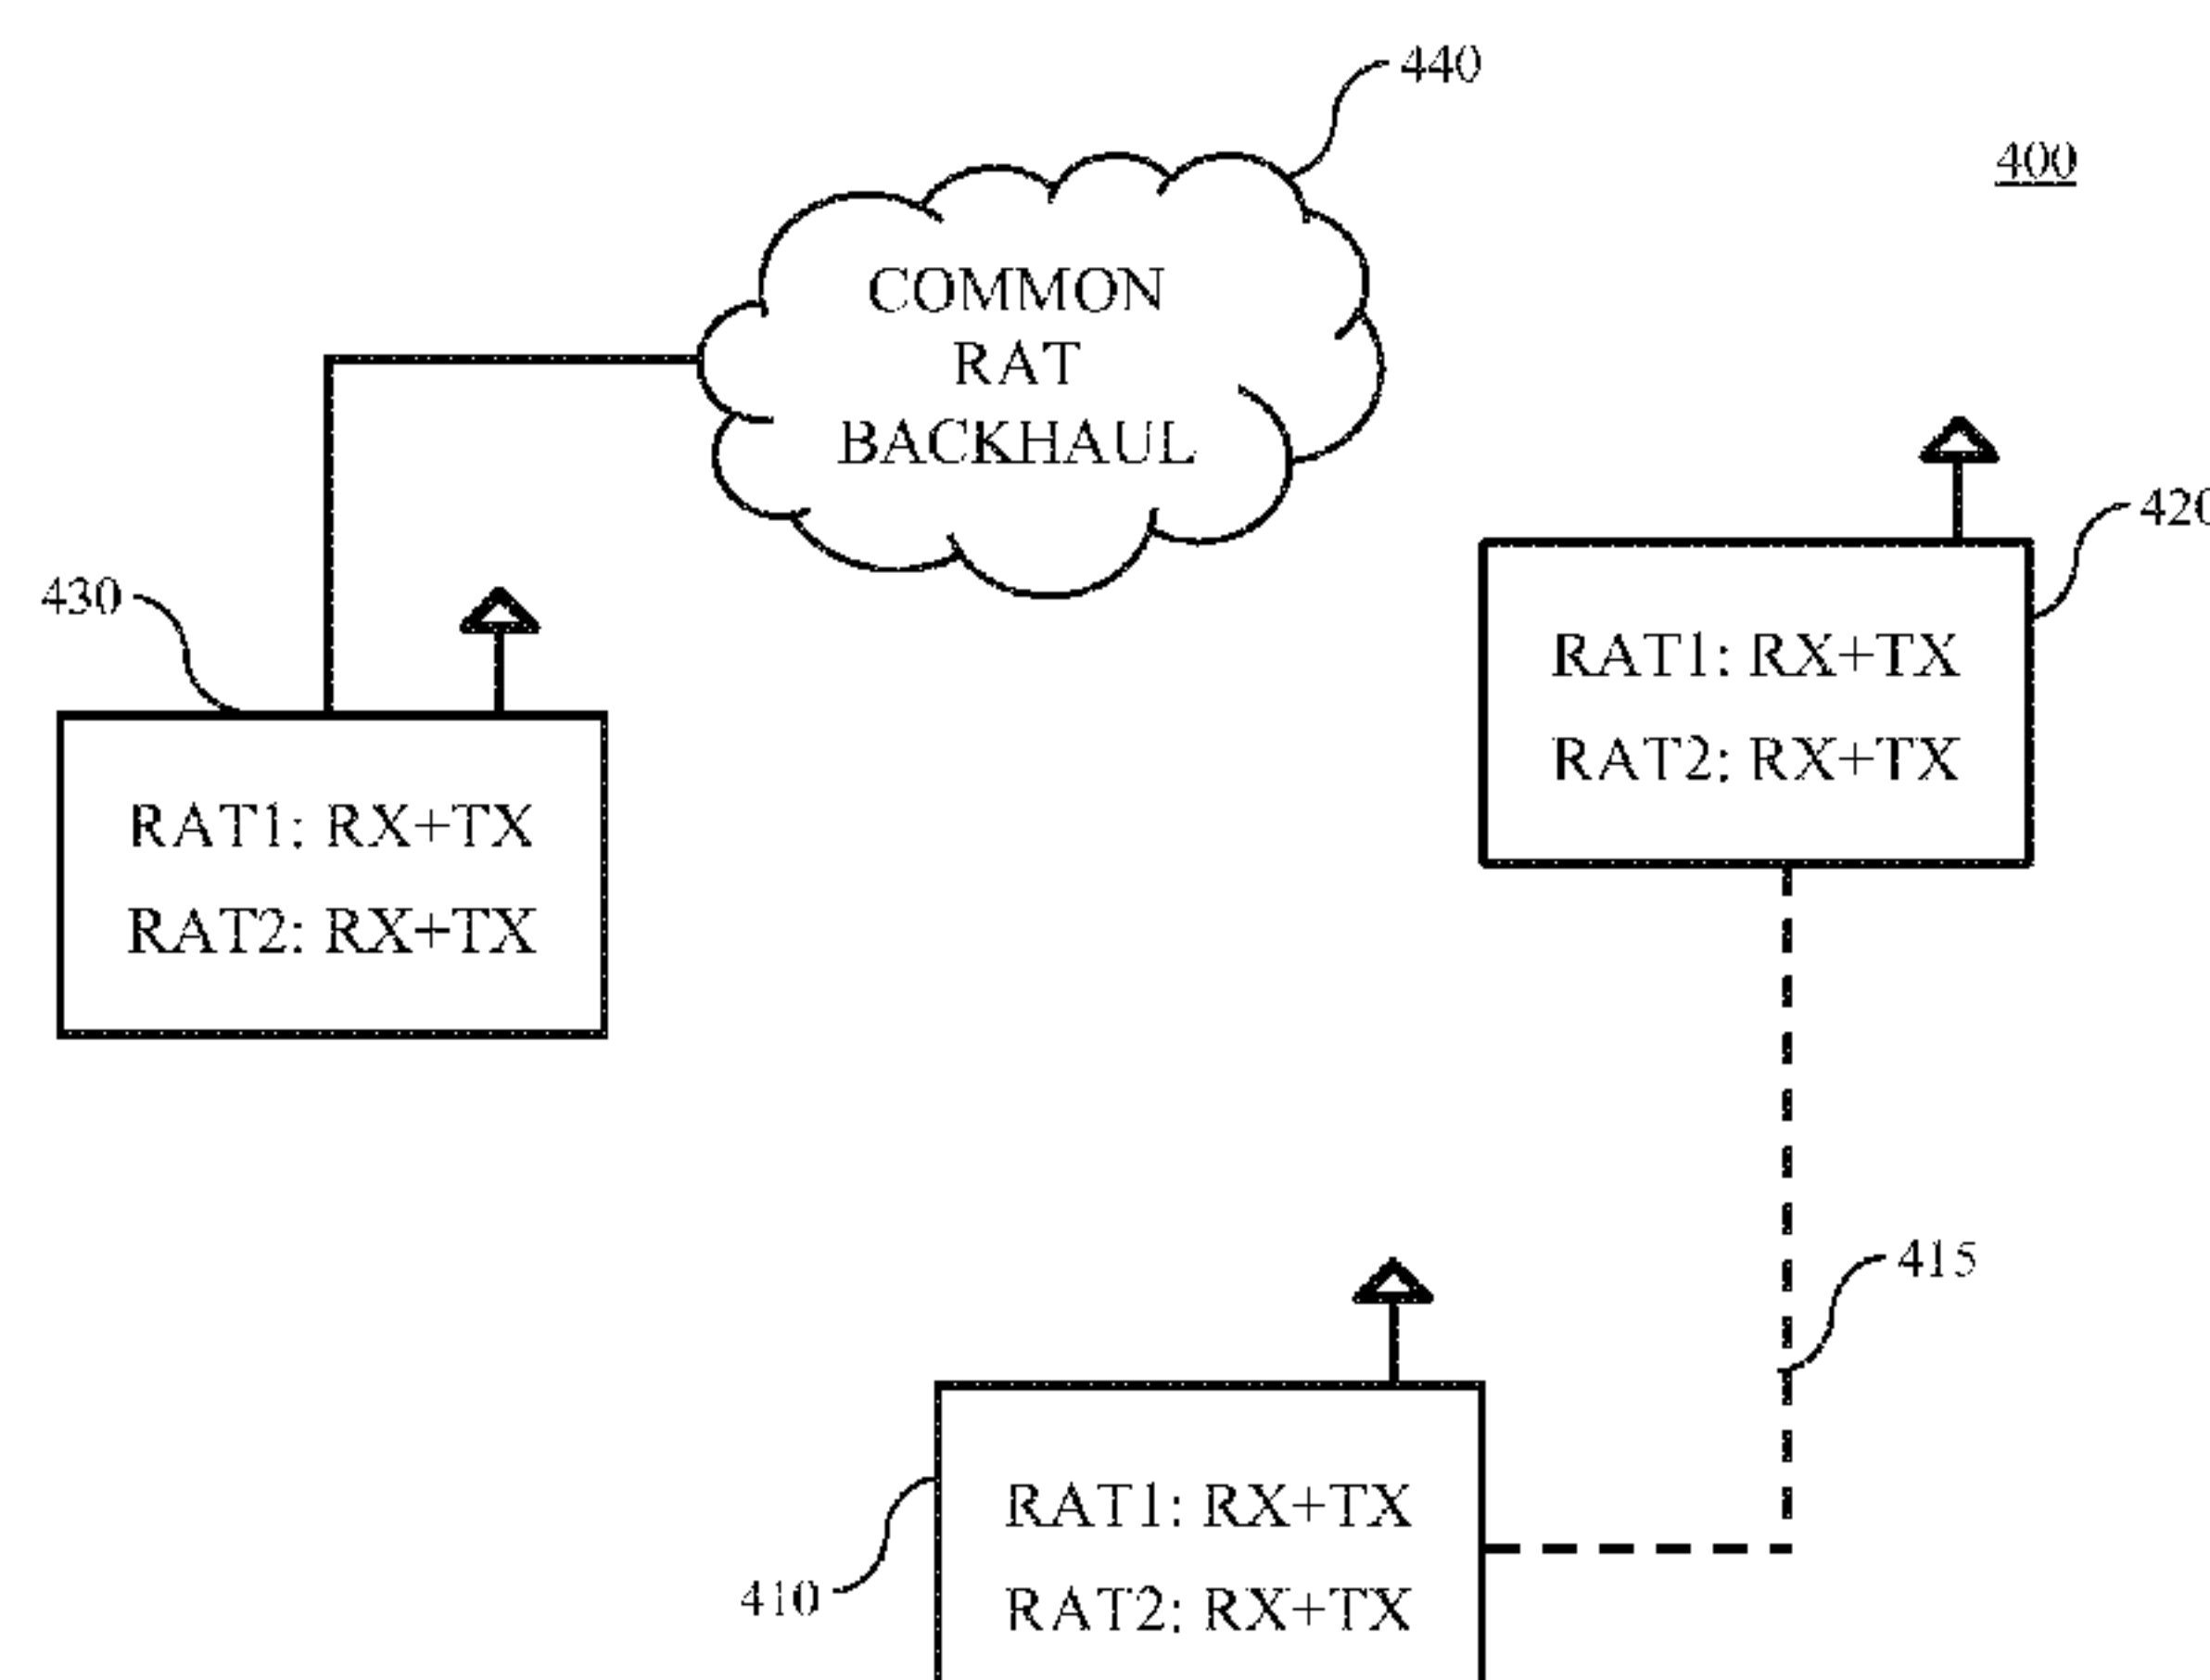 440
400
COMMON
RAT
BACKHAUL
420
430
RAT1: RX+TX
RAT2: RX+TX
RAT1: RX+TX
RAT2: RX+TX
415
410
RAT1: RX+TX
RAT2: RX+TX